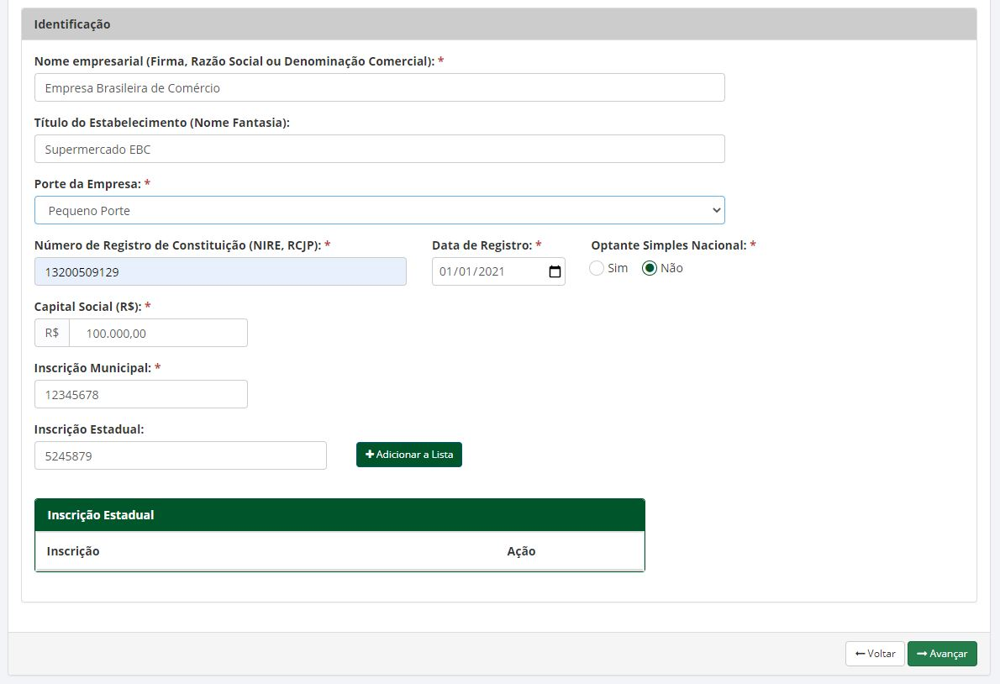 Identificação
Nome empresarial (Firma, Razão Social ou Denominação Comercial): *
Empresa Brasileira de Comércio
Título do Estabelecimento (Nome Fantasia):
Supermercado EBC
Porte da Empresa: *
Pequeno Porte
Número de Registro de Constituição (NIRE, RCJP): * Data de Registro: * Optante Simples Nacional: *
13200509129 01/01/2021 Sim Não
Capital Social (R$): *
R$ 100.000,00
Inscrição Municipal: *
12345678
Inscrição Estadual:
5245879 + Adicionar a Lista
Inscrição Estadual
Inscrição Ação
← Voltar → Avançar